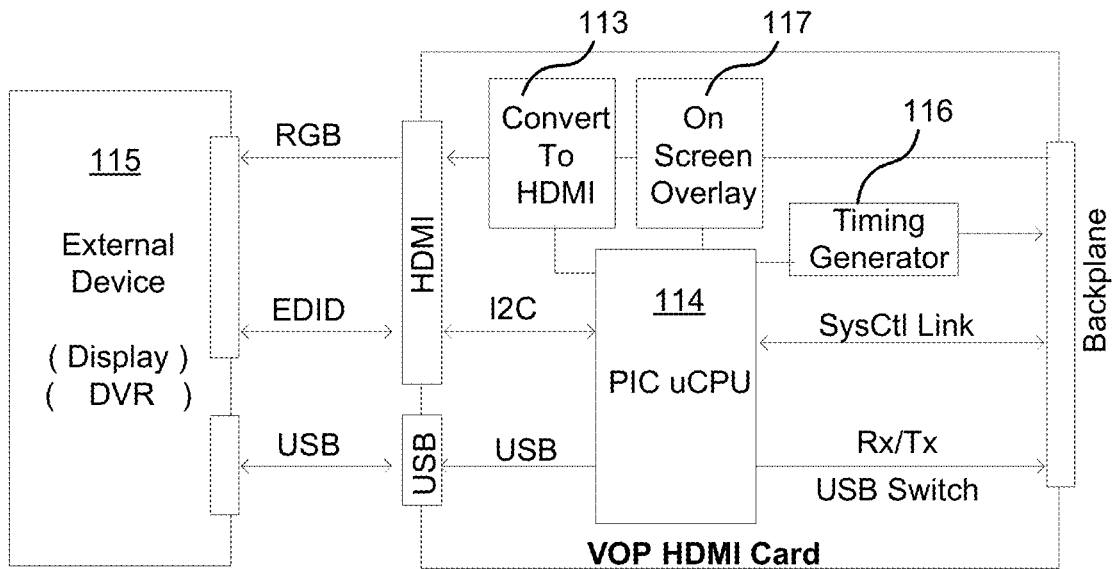 113
117
116
115
External
Device
( Display )
( DVR )
RGB
EDID
USB
HDMI
USB
Convert
To
HDMI
On
Screen
Overlay
Timing
Generator
I2C
114
PIC uCPU
SysCtl Link
USB
Rx/Tx
USB Switch
Backplane
VOP HDMI Card